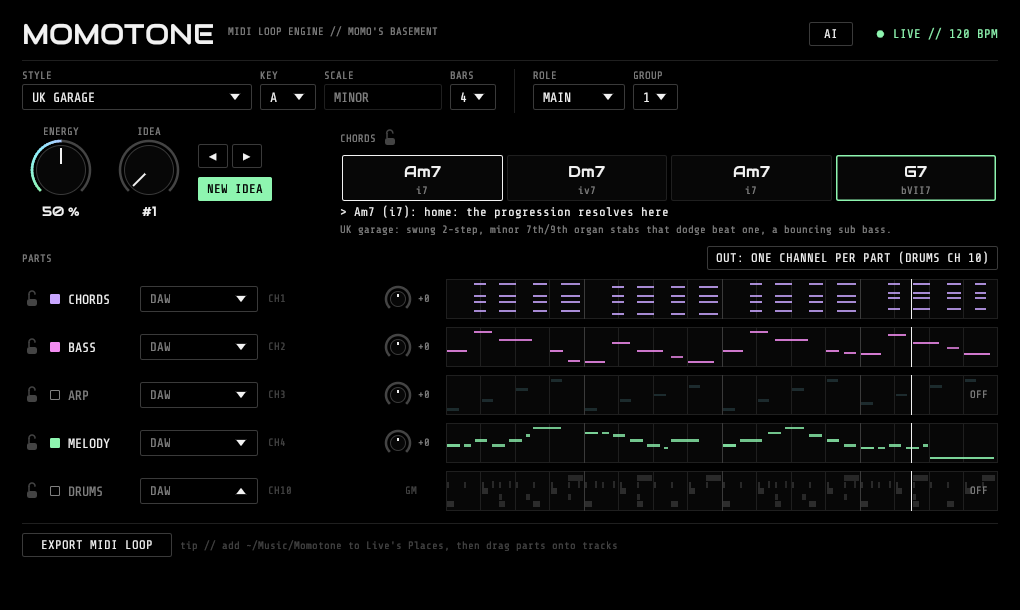 MOMOTONE MIDI LOOP ENGINE // MOMO'S BASEMENT AI LIVE // 120 BPM
STYLE KEY SCALE BARS ROLE GROUP
UK GARAGE A MINOR 4 MAIN 1
ENERGY IDEA CHORDS
NEW IDEA
50 % #1
Am7 Dm7 Am7 G7
i7 iv7 i7 bVII7
> Am7 (i7): home: the progression resolves here
UK garage: swung 2-step, minor 7th/9th organ stabs that dodge beat one, a bouncing sub bass.
PARTS OUT: ONE CHANNEL PER PART (DRUMS CH 10)
CHORDS DAW CH1 +0
BASS DAW CH2 +0
ARP DAW CH3 +0 OFF
MELODY DAW CH4 +0
DRUMS DAW CH10 GM OFF
EXPORT MIDI LOOP tip // add ~/Music/Momotone to Live's Places, then drag parts onto tracks